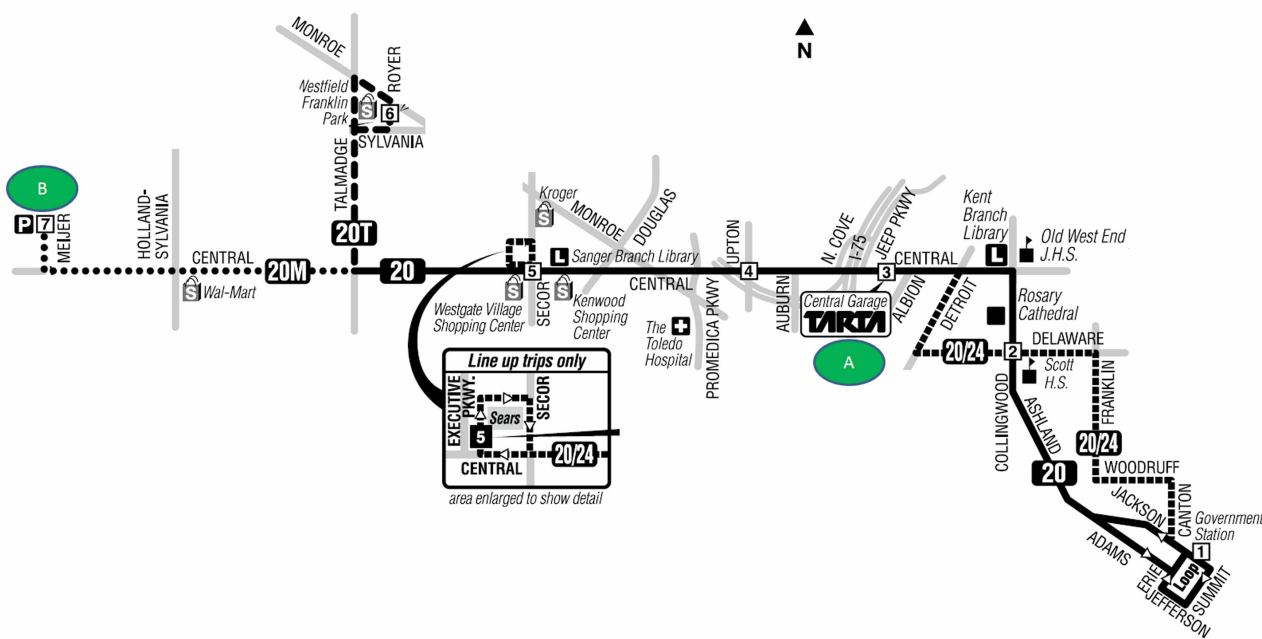 N
MONROE
ROYER
Westfield
Franklin
Park
S
6
SYLVANIA
TALMADGE
20T
B
P
7
MEIJER
HOLLAND-
SYLVANIA
CENTRAL
20M
20
S
Wal-Mart
Kroger
S
MONROE
DOUGLAS
L
Sanger Branch Library
5
S
S
Westgate Village
Shopping Center
SECOR
Kenwood
Shopping
Center
CENTRAL
The
Toledo
Hospital
PROMEDICA PKWY
UPTON
4
AUBURN
N. COVE
I-75
JEEP PKWY
3
CENTRAL
Central Garage
TARTA
A
ALBION
DETROIT
Kent
Branch
Library
L
Old West End
J.H.S.
Rosary
Cathedral
20/24
2
DELAWARE
Scott
H.S.
FRANKLIN
COLLINGWOOD
ASHLAND
20/24
20
WOODRUFF
JACKSON
CANTON
Government
Station
1
ADAMS
ERIE
Loop
SUMMIT
JEFFERSON
Line up trips only
EXECUTIVE
PKWY.
SECOR
Sears
5
20/24
CENTRAL
area enlarged to show detail